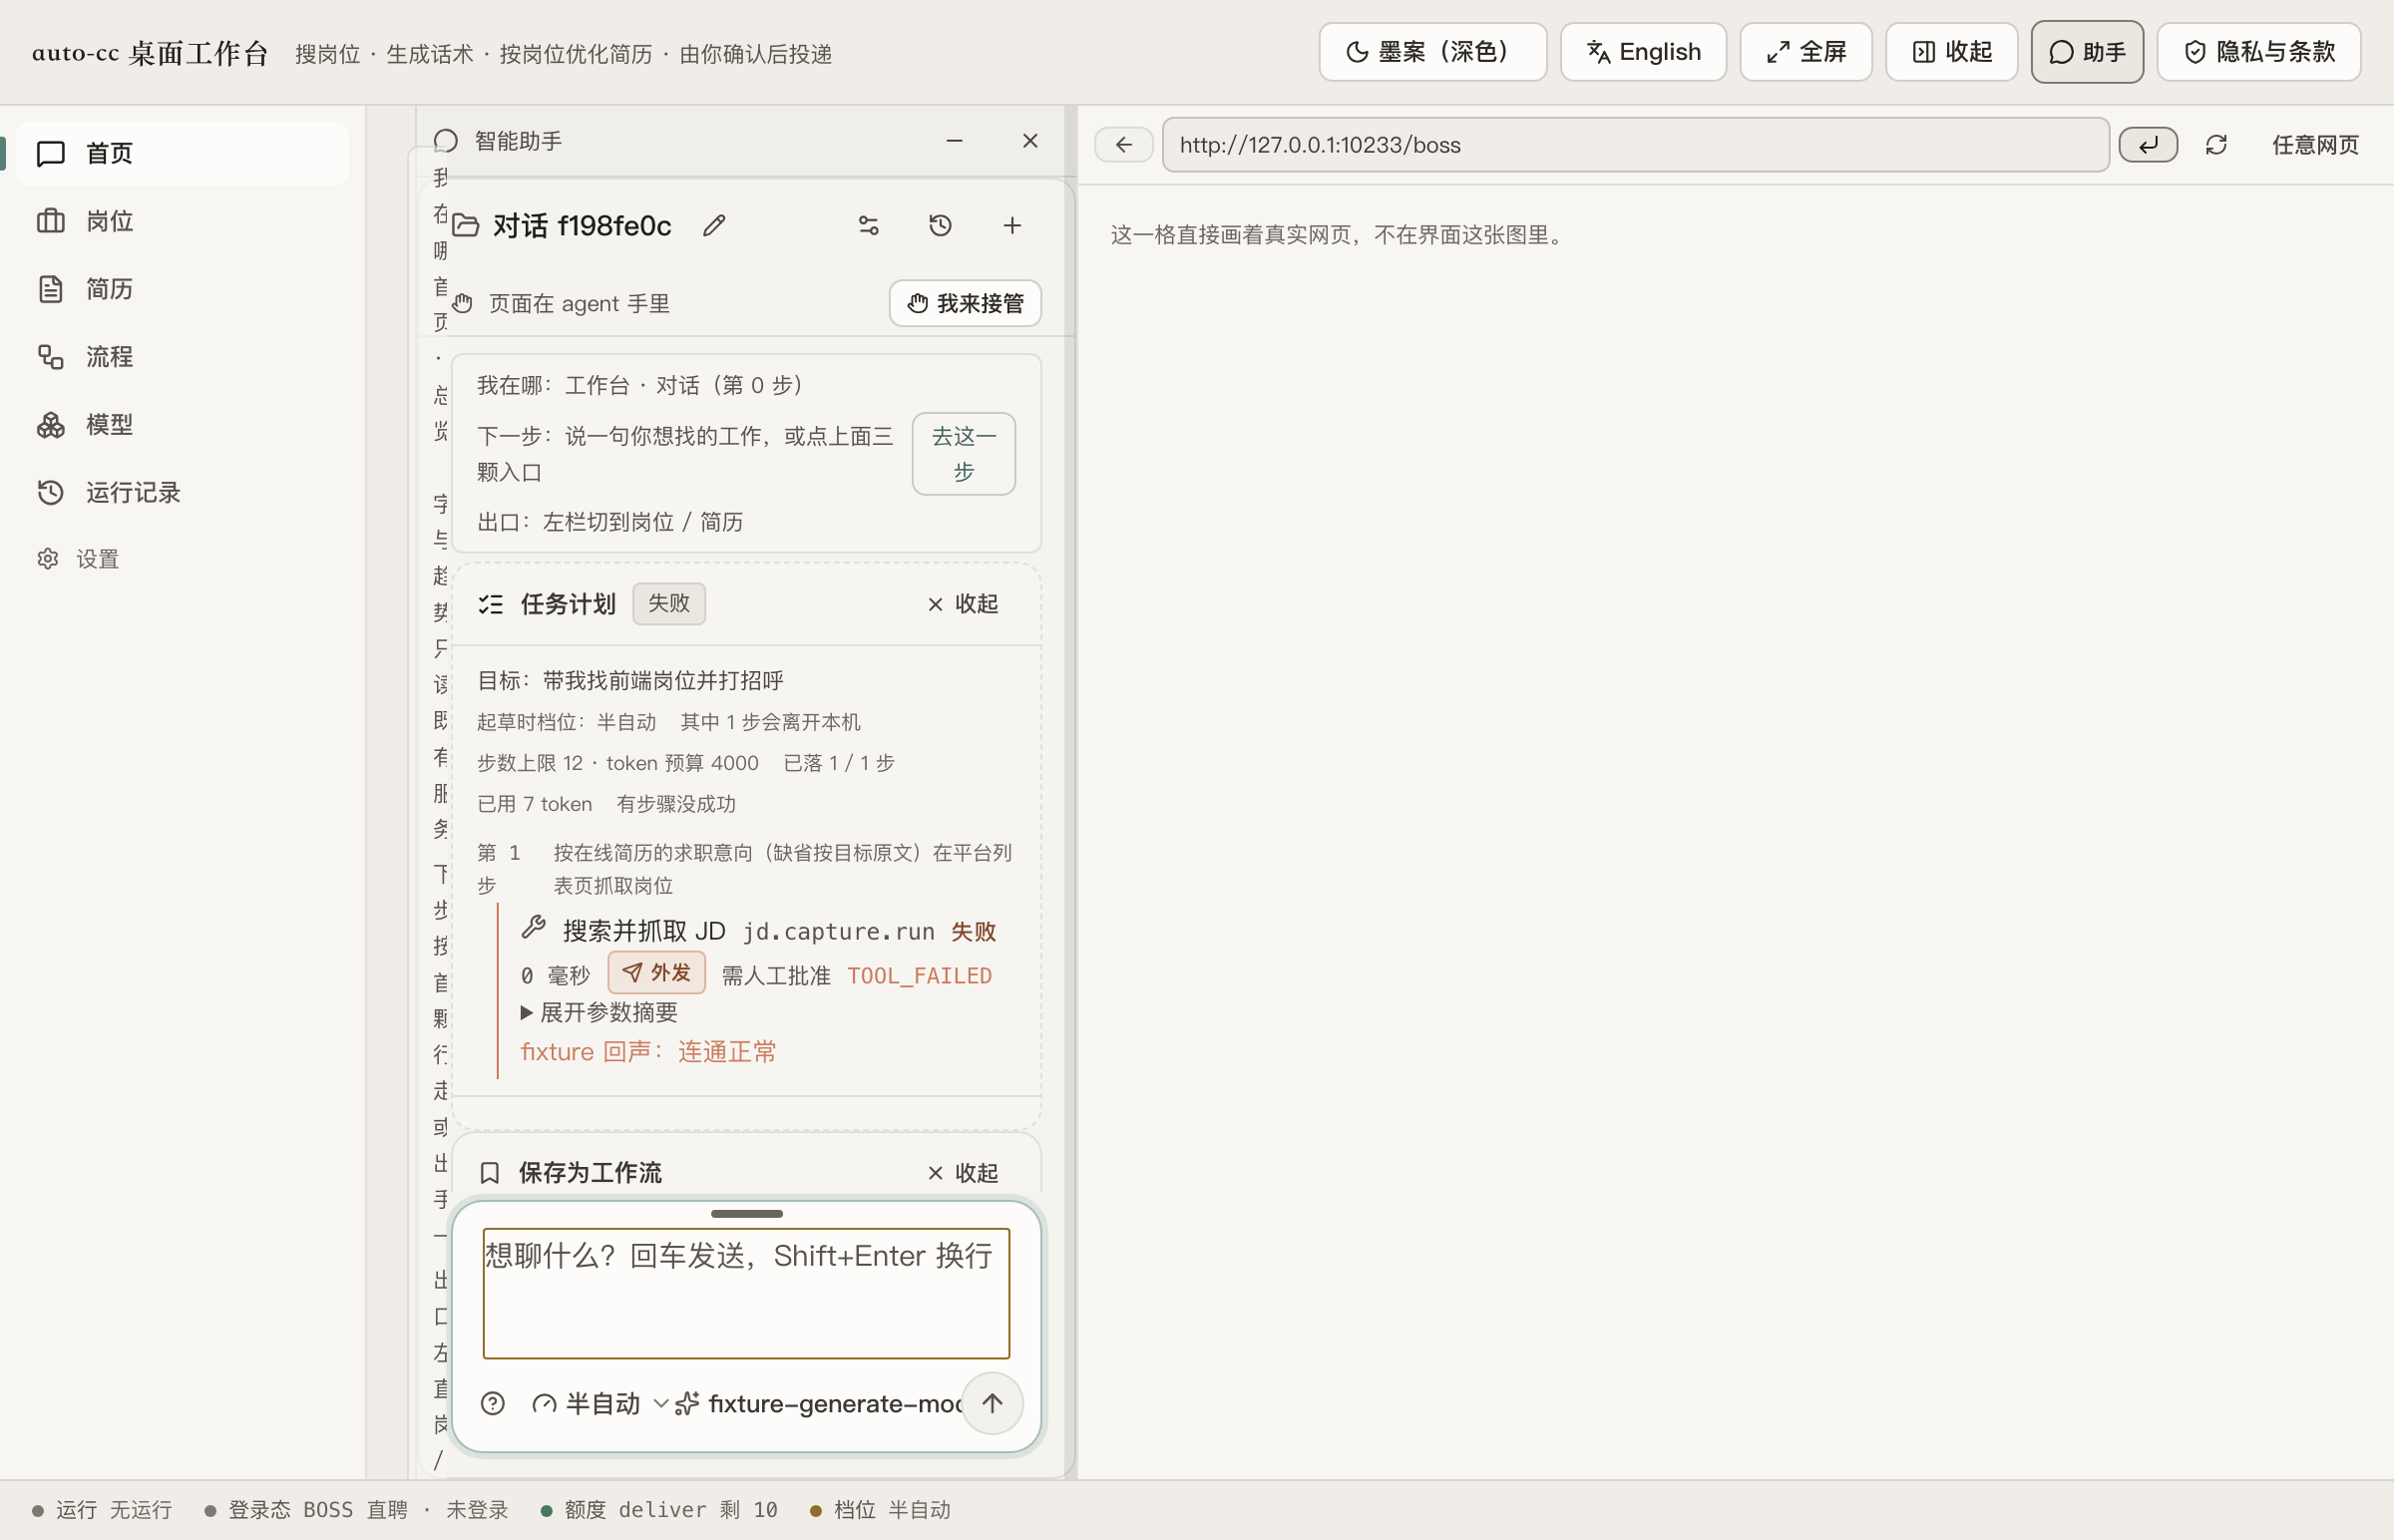 auto-cc 桌面工作台
搜岗位 · 生成话术 · 按岗位优化简历 · 由你确认后投递
墨案（深色）
English
全屏
收起
助手
隐私与条款
首页
岗位
简历
流程
模型
运行记录
设置
智能助手
对话 f198fe0c
页面在 agent 手里
我来接管
我在哪：工作台 · 对话（第 0 步）
下一步：说一句你想找的工作，或点上面三
颗入口
去这一
步
出口：左栏切到岗位 / 简历
任务计划
失败
收起
目标：带我找前端岗位并打招呼
起草时档位：半自动 其中 1 步会离开本机
步数上限 12 · token 预算 4000 已落 1 / 1 步
已用 7 token 有步骤没成功
第 1
步
按在线简历的求职意向（缺省按目标原文）在平台列
表页抓取岗位
搜索并抓取 JD jd.capture.run 失败
0 毫秒 外发 需人工批准 TOOL_FAILED
展开参数摘要
fixture 回声：连通正常
保存为工作流
收起
想聊什么？回车发送，Shift+Enter 换行
半自动
fixture-generate-mod
http://127.0.0.1:10233/boss
任意网页
这一格直接画着真实网页，不在界面这张图里。
运行 无运行
登录态 BOSS 直聘 · 未登录
额度 deliver 剩 10
档位 半自动